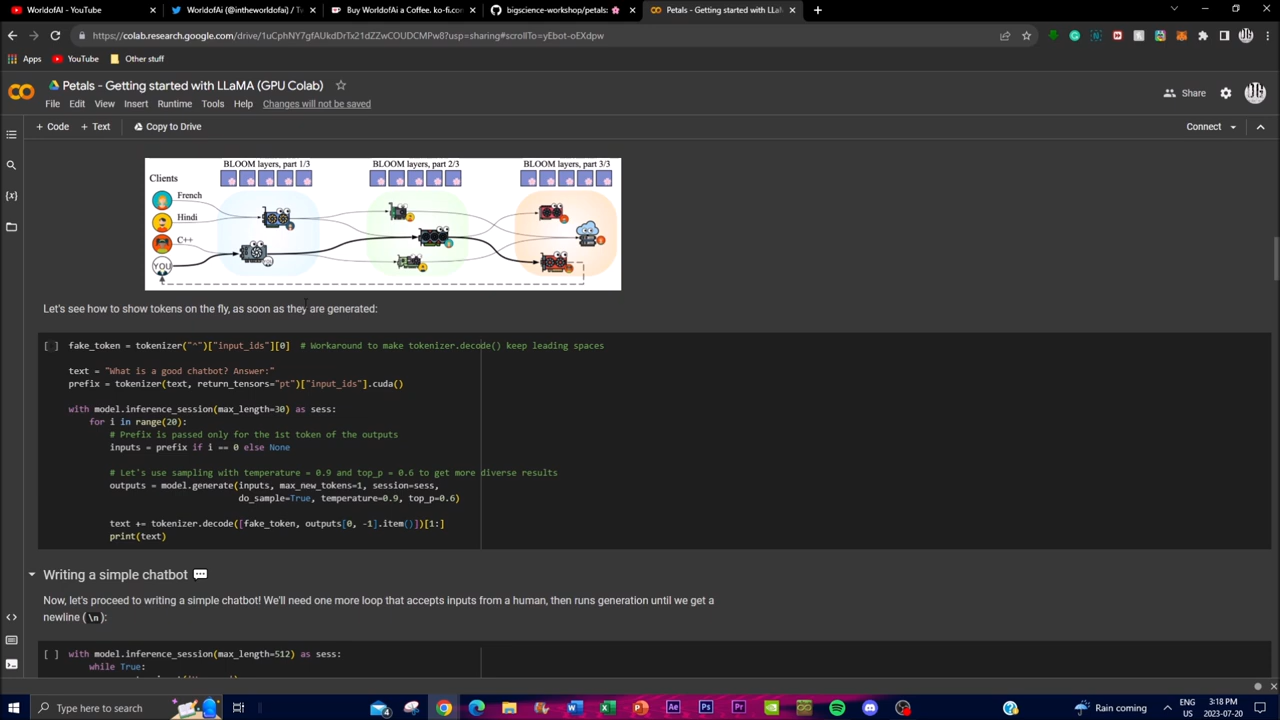 WorldofAI - YouTube
WorldofAi (@intheworldofai) / Tw
Buy WorldofAi a Coffee. ko-fi.com
bigscience-workshop/petals:
Petals - Getting started with LLa
https://colab.research.google.com/drive/1uCphNY7gfAUkdDrTx21dZZwCOUDCMPw8?usp=sharing#scrollTo=yEbot-oEXdpw
Apps
YouTube
Other stuff
Petals - Getting started with LLaMA (GPU Colab)
File Edit View Insert Runtime Tools Help Changes will not be saved
Share
+ Code + Text Copy to Drive
Connect
BLOOM layers, part 1/3 BLOOM layers, part 2/3 BLOOM layers, part 3/3
Clients
French
Hindi
C++
YOU
Let's see how to show tokens on the fly, as soon as they are generated:
[ ] fake_token = tokenizer("^")["input_ids"][0] # Workaround to make tokenizer.decode() keep leading spaces
text = "What is a good chatbot? Answer:"
prefix = tokenizer(text, return_tensors="pt")["input_ids"].cuda()
with model.inference_session(max_length=30) as sess:
for i in range(20):
# Prefix is passed only for the 1st token of the outputs
inputs = prefix if i == 0 else None
# Let's use sampling with temperature = 0.9 and top_p = 0.6 to get more diverse results
outputs = model.generate(inputs, max_new_tokens=1, session=sess,
do_sample=True, temperature=0.9, top_p=0.6)
text += tokenizer.decode([fake_token, outputs[0, -1].item()])[1:]
print(text)
Writing a simple chatbot
Now, let's proceed to writing a simple chatbot! We'll need one more loop that accepts inputs from a human, then runs generation until we get a
newline (\n):
[ ] with model.inference_session(max_length=512) as sess:
while True:
Type here to search
Rain coming
ENG
US
3:18 PM
2023-07-20